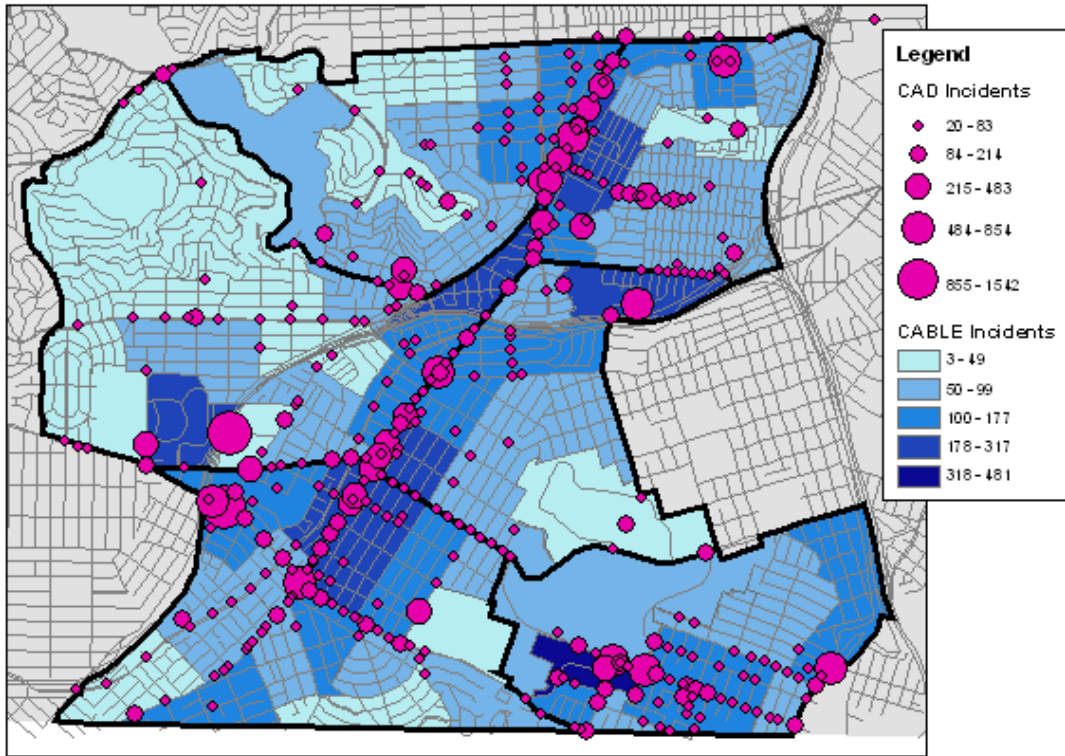 Legend
CAD Incidents
20 - 83
84 - 214
215 - 483
484 - 854
855 - 1542
CABLE Incidents
3 - 49
50 - 99
100 - 177
178 - 317
318 - 481